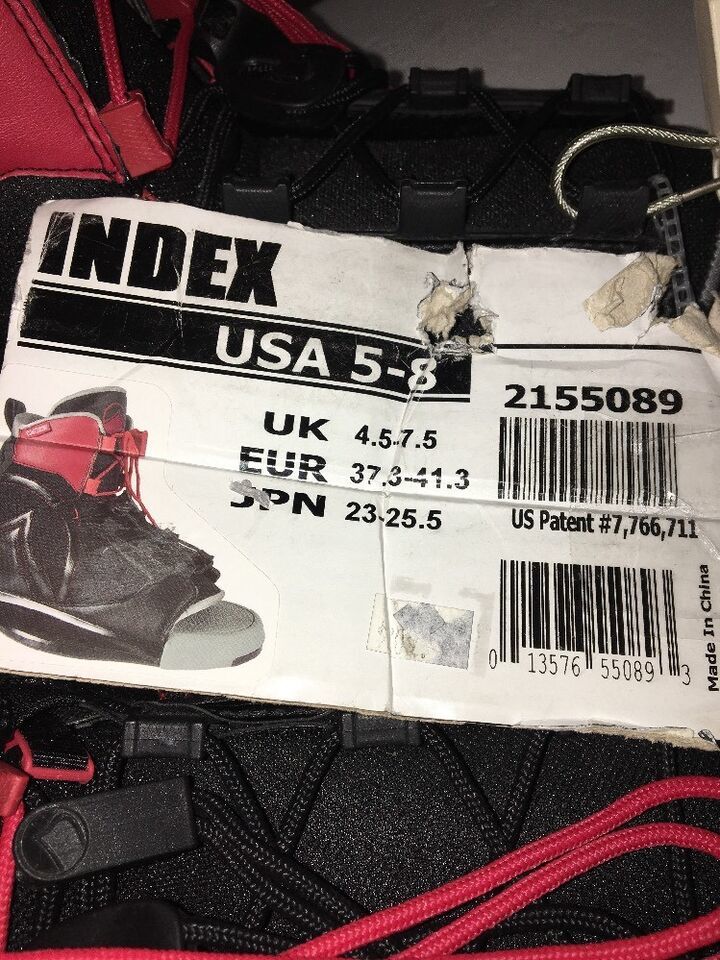 INDEX
USA 5-8
UK 4.5-7.5
EUR 37.3-41.3
JPN 23-25.5
2155089
US Patent #7,766,711
0 13576 55089 3
Made In China